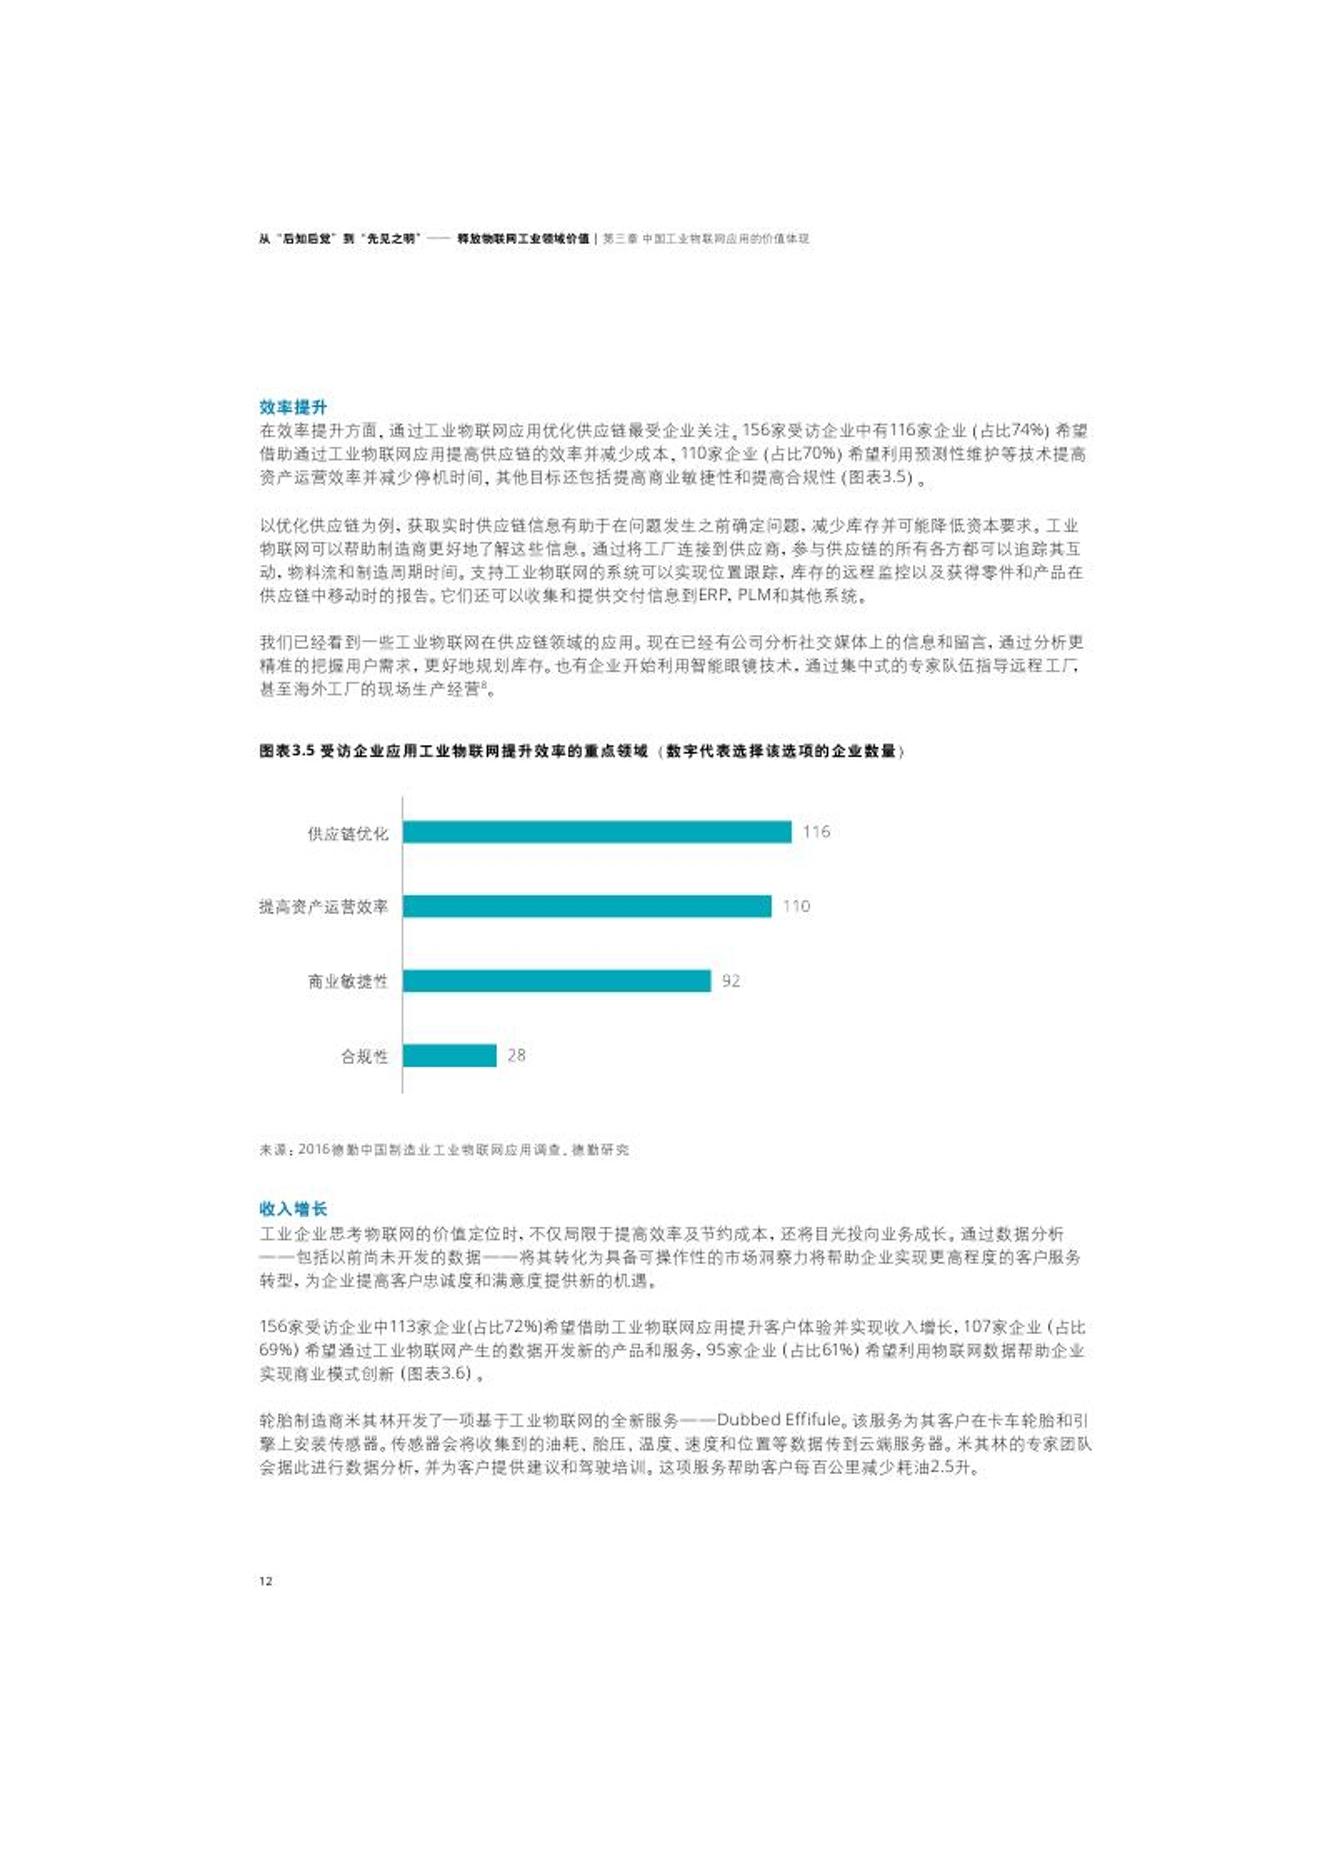 从“后知后觉”到“先见之明”—— 释放物联网工业领域价值 | 第三章 中国工业物联网应用的价值体现
效率提升
在效率提升方面，通过工业物联网应用优化供应链最受企业关注。156家受访企业中有116家企业（占比74%）希望
借助通过工业物联网应用提高供应链的效率并减少成本，110家企业（占比70%）希望利用预测性维护等技术提高
资产运营效率并减少停机时间，其他目标还包括提高商业敏捷性和提高合规性（图表3.5）。
以优化供应链为例，获取实时供应链信息有助于在问题发生之前确定问题，减少库存并可能降低资本要求。工业
物联网可以帮助制造商更好地了解这些信息。通过将工厂连接到供应商，参与供应链的所有各方都可以追踪其互
动，物料流和制造周期时间。支持工业物联网的系统可以实现位置跟踪，库存的远程监控以及获得零件和产品在
供应链中移动时的报告。它们还可以收集和提供交付信息到ERP，PLM和其他系统。
我们已经看到一些工业物联网在供应链领域的应用。现在已经有公司分析社交媒体上的信息和留言，通过分析更
精准的把握用户需求，更好地规划库存。也有企业开始利用智能眼镜技术，通过集中式的专家队伍指导远程工厂，
甚至海外工厂的现场生产经营⁸。
图表3.5 受访企业应用工业物联网提升效率的重点领域（数字代表选择该选项的企业数量）
供应链优化 116
提高资产运营效率 110
商业敏捷性 92
合规性 28
来源：2016德勤中国制造业工业物联网应用调查，德勤研究
收入增长
工业企业思考物联网的价值定位时，不仅局限于提高效率及节约成本，还将目光投向业务成长。通过数据分析
——包括以前尚未开发的数据——将其转化为具备可操作性的市场洞察力将帮助企业实现更高程度的客户服务
转型，为企业提高客户忠诚度和满意度提供新的机遇。
156家受访企业中113家企业(占比72%)希望借助工业物联网应用提升客户体验并实现收入增长，107家企业（占比
69%）希望通过工业物联网产生的数据开发新的产品和服务，95家企业（占比61%）希望利用物联网数据帮助企业
实现商业模式创新（图表3.6）。
轮胎制造商米其林开发了一项基于工业物联网的全新服务——Dubbed Effifule。该服务为其客户在卡车轮胎和引
擎上安装传感器。传感器会将收集到的油耗、胎压，温度、速度和位置等数据传到云端服务器。米其林的专家团队
会据此进行数据分析，并为客户提供建议和驾驶培训。这项服务帮助客户每百公里减少耗油2.5升。
12